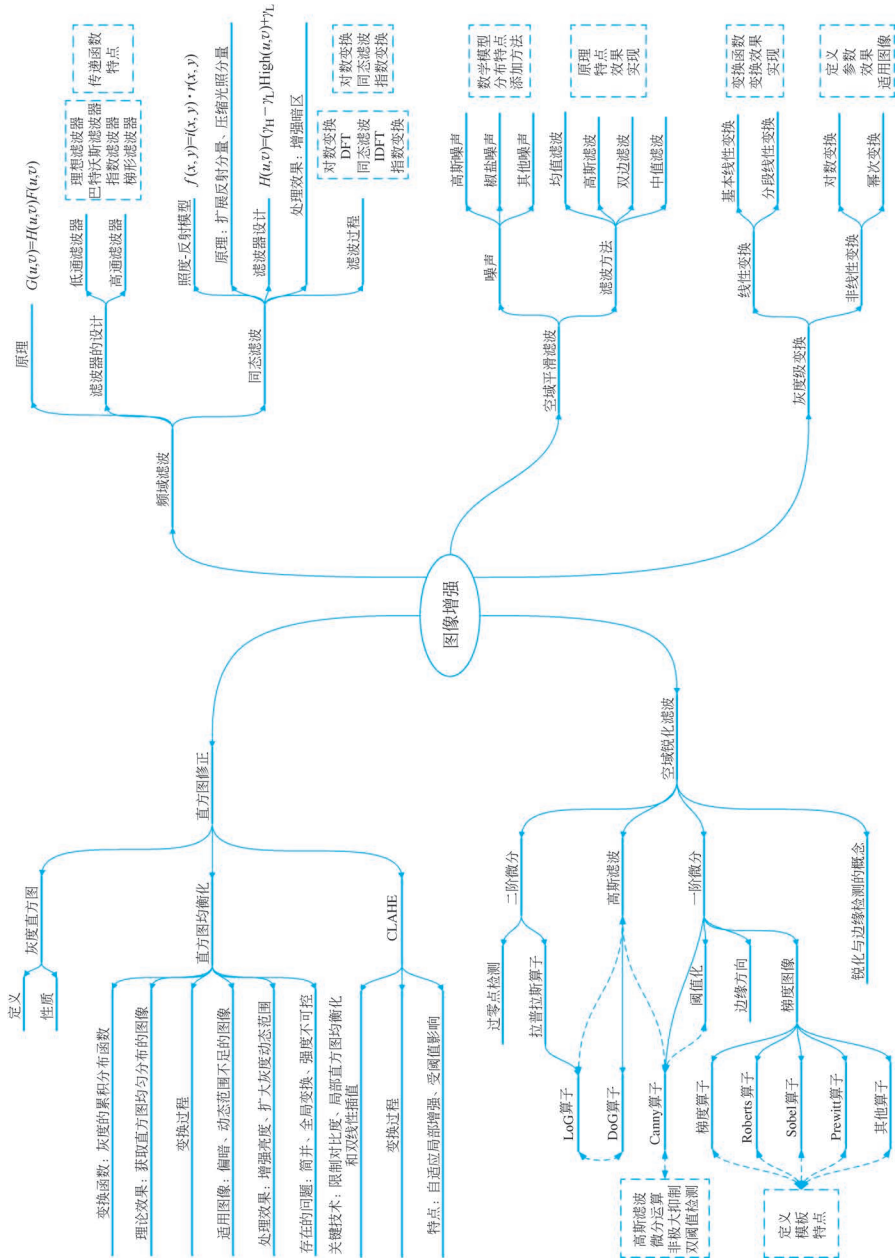 图像增强
直方图修正
灰度直方图
定义
性质
直方图均衡化
变换函数：灰度的累积分布函数
理论效果：获取直方图均匀分布的图像
变换过程
适用图像：偏暗、动态范围不足的图像
处理效果：增强亮度、扩大灰度动态范围
存在的问题：简并、全局变换、强度不可控
CLAHE
关键技术：限制对比度、局部直方图均衡化
和双线性插值
变换过程
特点：自适应局部增强、受阈值影响
空域锐化滤波
二阶微分
过零点检测
拉普拉斯算子
高斯滤波
LoG算子
DoG算子
Canny算子
高斯滤波
微分运算
非极大抑制
双阈值检测
一阶微分
阈值化
边缘方向
梯度图像
梯度算子
Roberts算子
Sobel算子
Prewitt算子
其他算子
定义
模板
特点
锐化与边缘检测的概念
频域滤波
原理
G(u,v)=H(u,v)F(u,v)
滤波器的设计
低通滤波器
高通滤波器
理想滤波器
巴特沃斯滤波器
指数滤波器
梯形滤波器
传递函数
特点
同态滤波
照度-反射模型
f(x,y)=i(x,y)·r(x,y)
原理：扩展反射分量、压缩光照分量
滤波器设计
H(u,v)=(γH−γL)High(u,v)+γL
处理效果：增强暗区
滤波过程
对数变换
DFT
同态滤波
IDFT
指数变换
对数变换
同态滤波
指数变换
空域平滑滤波
噪声
高斯噪声
椒盐噪声
其他噪声
数学模型
分布特点
添加方法
滤波方法
均值滤波
高斯滤波
双边滤波
中值滤波
原理
特点
效果
实现
灰度级变换
线性变换
基本线性变换
分段线性变换
变换函数
变换效果
实现
非线性变换
对数变换
幂次变换
定义
参数
效果
适用图像